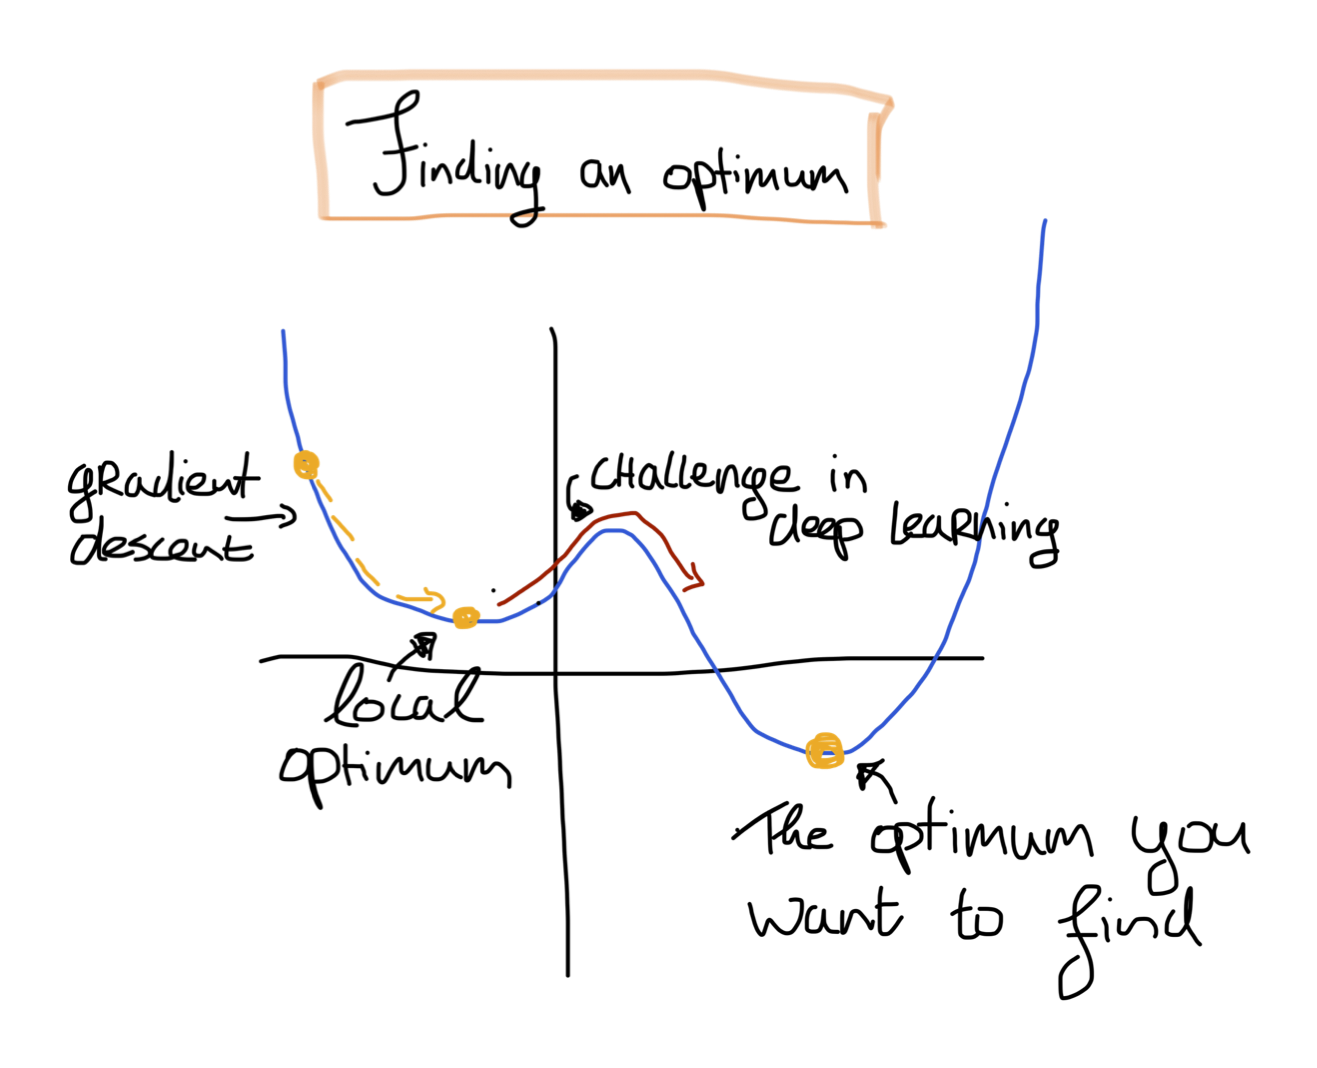 Finding an optimum
gRadient
descent
CHallenge in
deep leaRning
local
optimum
The optimum you
want to find